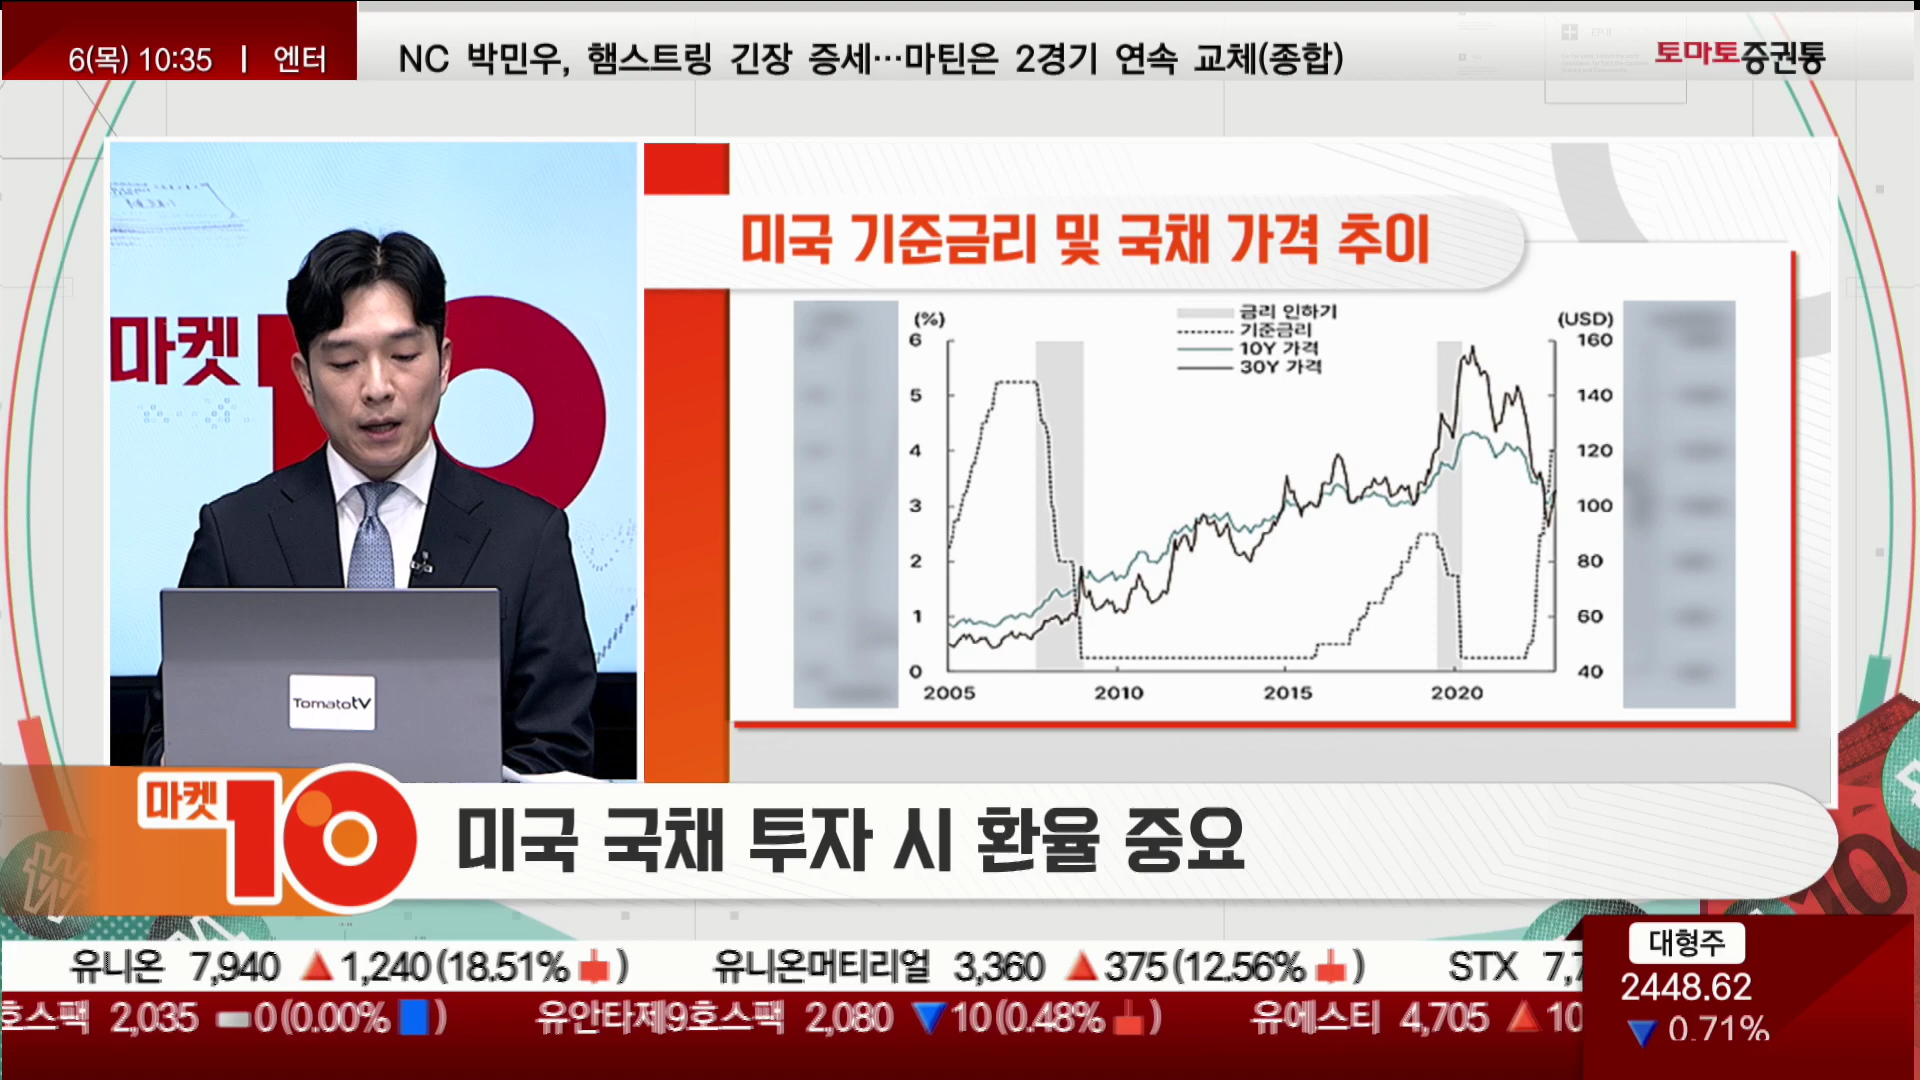 6(목) 10:35 | 엔터
NC 박민우, 햄스트링 긴장 증세…마틴은 2경기 연속 교체(종합)
토마토증권통
마켓 10
TomatotV
미국 기준금리 및 국채 가격 추이
(%)
금리 인하기
기준금리
10Y 가격
30Y 가격
(USD)
6
5
4
3
2
1
0
160
140
120
100
80
60
40
2005 2010 2015 2020
마켓 10
미국 국채 투자 시 환율 중요
유니온 7,940 ▲1,240(18.51% ) 유니온머티리얼 3,360 ▲375(12.56% ) STX 7,7
호스팩 2,035 0(0.00% ) 유안타제9호스팩 2,080 ▼10(0.48% ) 유에스티 4,705 ▲10
대형주
2448.62
▼ 0.71%